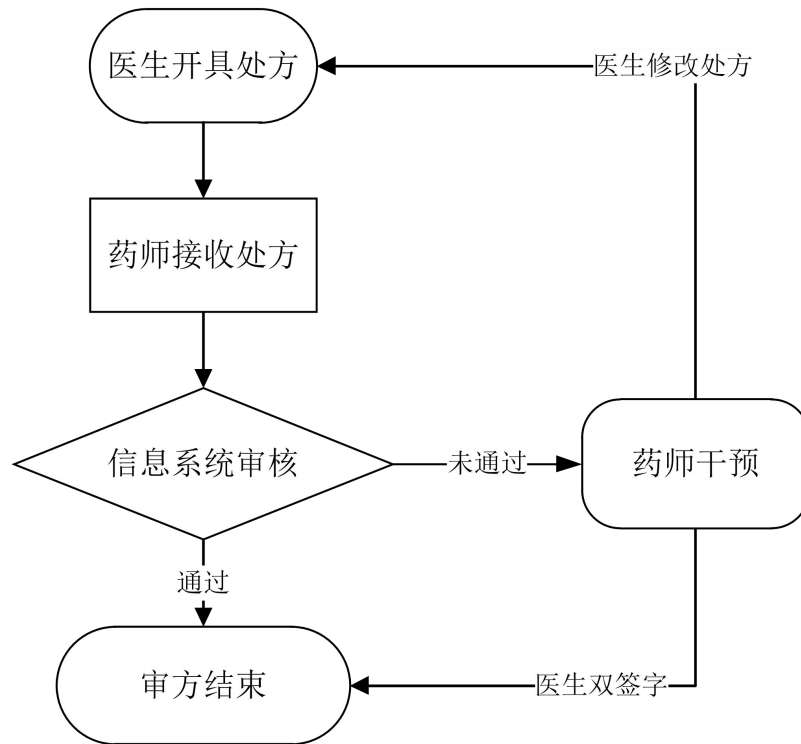 医生开具处方
医生修改处方
药师接收处方
信息系统审核
未通过
药师干预
通过
审方结束
医生双签字